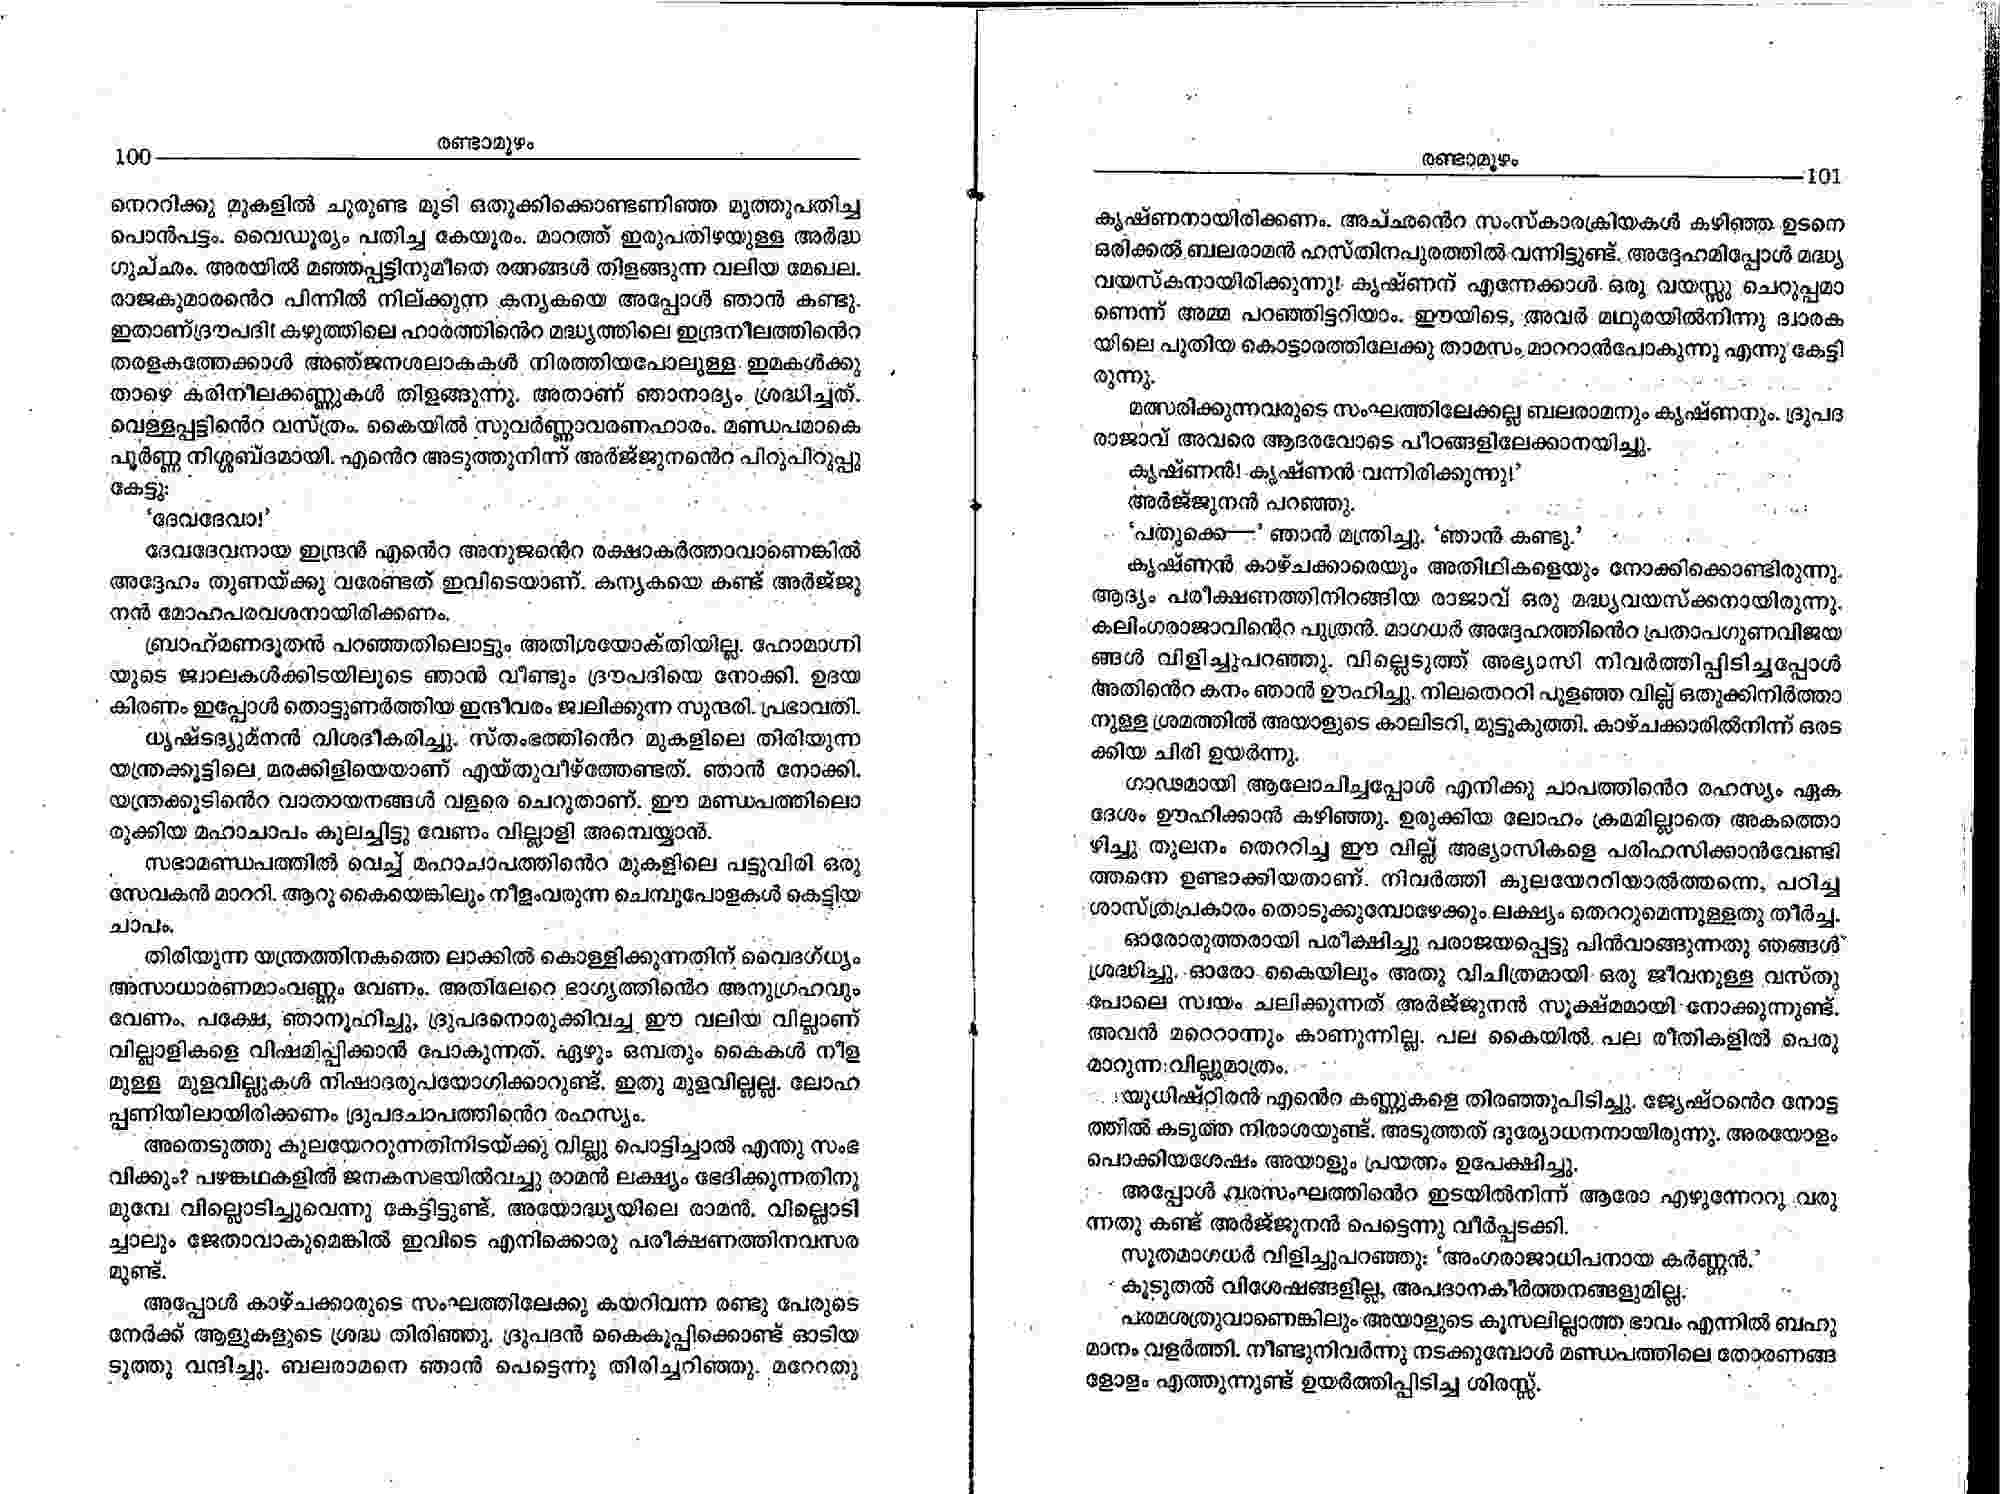 രണ്ടാമൂഴം
100
നെററിക്കു മുകളിൽ ചുരുണ്ട മുടി ഒതുക്കിക്കൊണ്ടണിഞ്ഞ മുത്തുപതിച്ച
പൊൻപട്ടം. വൈഡൂര്യം പതിച്ച കേയൂരം. മാറത്ത് ഇരുപതിഴയുള്ള അർദ്ധ
ഗുച്ഛം. അരയിൽ മഞ്ഞപ്പട്ടിനുമീതെ രത്നങ്ങൾ തിളങ്ങുന്ന വലിയ മേഖല.
രാജകുമാരൻെറ പിന്നിൽ നില്ക്കുന്ന കന്യകയെ അപ്പോൾ ഞാൻ കണ്ടു.
ഇതാണ്ദ്രൗപദി! കഴുത്തിലെ ഹാരത്തിൻെറ മദ്ധ്യത്തിലെ ഇന്ദ്രനീലത്തിൻെറ
തരളകത്തേക്കാൾ അഞ്ജനശലാകകൾ നിരത്തിയപോലുള്ള ഇമകൾക്കു
താഴെ കരിനീലക്കണ്ണുകൾ തിളങ്ങുന്നു. അതാണ് ഞാനാദ്യം ശ്രദ്ധിച്ചത്.
വെള്ളപ്പട്ടിൻെറ വസ്ത്രം. കൈയിൽ സുവർണ്ണാവരണഹാരം. മണ്ഡപമാകെ
പൂർണ്ണ നിശ്ശബ്ദമായി. എൻെറ അടുത്തുനിന്ന് അർജ്ജുനൻെറ പിറുപിറുപ്പു
കേട്ടു:
‘ദേവദേവാ!’
ദേവദേവനായ ഇന്ദ്രൻ എൻെറ അനുജൻെറ രക്ഷാകർത്താവാണെങ്കിൽ
അദ്ദേഹം തുണയ്ക്കു വരേണ്ടത് ഇവിടെയാണ്. കന്യകയെ കണ്ട് അർജ്ജു
നൻ മോഹപരവശനായിരിക്കണം.
ബ്രാഹ്മണദൂതൻ പറഞ്ഞതിലൊട്ടും അതിശയോക്തിയില്ല. ഹോമാഗ്നി
യുടെ ജ്വാലകൾക്കിടയിലൂടെ ഞാൻ വീണ്ടും ദ്രൗപദിയെ നോക്കി. ഉദയ
കിരണം ഇപ്പോൾ തൊട്ടുണർത്തിയ ഇന്ദീവരം ജ്വലിക്കുന്ന സുന്ദരി. പ്രഭാവതി.
ധൃഷ്ടദ്യുമ്നൻ വിശദീകരിച്ചു. സ്തംഭത്തിൻെറ മുകളിലെ തിരിയുന്ന
യന്ത്രക്കൂട്ടിലെ മരക്കിളിയെയാണ് എയ്തുവീഴ്ത്തേണ്ടത്. ഞാൻ നോക്കി.
യന്ത്രക്കൂടിൻെറ വാതായനങ്ങൾ വളരെ ചെറുതാണ്. ഈ മണ്ഡപത്തിലൊ
രുക്കിയ മഹാചാപം കുലച്ചിട്ടു വേണം വില്ലാളി അമ്പെയ്യാൻ.
സഭാമണ്ഡപത്തിൽ വെച്ച് മഹാചാപത്തിൻെറ മുകളിലെ പട്ടുവിരി ഒരു
സേവകൻ മാററി. ആറു കൈയെങ്കിലും നീളംവരുന്ന ചെമ്പുപോളകൾ കെട്ടിയ
ചാപം.
തിരിയുന്ന യന്ത്രത്തിനകത്തെ ലാക്കിൽ കൊള്ളിക്കുന്നതിന് വൈദഗ്ധ്യം
അസാധാരണമാംവണ്ണം വേണം. അതിലേറെ ഭാഗ്യത്തിൻെറ അനുഗ്രഹവും
വേണം. പക്ഷേ, ഞാനൂഹിച്ചു, ദ്രുപദനൊരുക്കിവച്ച ഈ വലിയ വില്ലാണ്
വില്ലാളികളെ വിഷമിപ്പിക്കാൻ പോകുന്നത്. ഏഴും ഒമ്പതും കൈകൾ നീള
മുള്ള മുളവില്ലുകൾ നിഷാദരുപയോഗിക്കാറുണ്ട്. ഇതു മുളവില്ലല്ല. ലോഹ
പ്പണിയിലായിരിക്കണം ദ്രുപദചാപത്തിൻെറ രഹസ്യം.
അതെടുത്തു കുലയേററുന്നതിനിടയ്ക്കു വില്ലു പൊട്ടിച്ചാൽ എന്തു സംഭ
വിക്കും? പഴങ്കഥകളിൽ ജനകസഭയിൽവച്ചു രാമൻ ലക്ഷ്യം ഭേദിക്കുന്നതിനു
മുമ്പേ വില്ലൊടിച്ചുവെന്നു കേട്ടിട്ടുണ്ട്. അയോദ്ധ്യയിലെ രാമൻ. വില്ലൊടി
ച്ചാലും ജേതാവാകുമെങ്കിൽ ഇവിടെ എനിക്കൊരു പരീക്ഷണത്തിനവസര
മുണ്ട്.
അപ്പോൾ കാഴ്ചക്കാരുടെ സംഘത്തിലേക്കു കയറിവന്ന രണ്ടു പേരുടെ
നേർക്ക് ആളുകളുടെ ശ്രദ്ധ തിരിഞ്ഞു. ദ്രുപദൻ കൈകൂപ്പിക്കൊണ്ട് ഓടിയ
ടുത്തു വന്ദിച്ചു. ബലരാമനെ ഞാൻ പെട്ടെന്നു തിരിച്ചറിഞ്ഞു. മറേറതു
രണ്ടാമൂഴം
101
കൃഷ്ണനായിരിക്കണം. അച്ഛൻെറ സംസ്കാരക്രിയകൾ കഴിഞ്ഞ ഉടനെ
ഒരിക്കൽ ബലരാമൻ ഹസ്തിനപുരത്തിൽ വന്നിട്ടുണ്ട്. അദ്ദേഹമിപ്പോൾ മദ്ധ്യ
വയസ്കനായിരിക്കുന്നു! കൃഷ്ണന് എന്നേക്കാൾ ഒരു വയസ്സു ചെറുപ്പമാ
ണെന്ന് അമ്മ പറഞ്ഞിട്ടറിയാം. ഈയിടെ, അവർ മഥുരയിൽനിന്നു ദ്വാരക
യിലെ പുതിയ കൊട്ടാരത്തിലേക്കു താമസം മാററാൻപോകുന്നു എന്നു കേട്ടി
രുന്നു.
മത്സരിക്കുന്നവരുടെ സംഘത്തിലേക്കല്ല ബലരാമനും കൃഷ്ണനും. ദ്രുപദ
രാജാവ് അവരെ ആദരവോടെ പീഠങ്ങളിലേക്കാനയിച്ചു.
കൃഷ്ണൻ! കൃഷ്ണൻ വന്നിരിക്കുന്നു!’
അർജ്ജുനൻ പറഞ്ഞു.
‘പതുക്കെ—’ ഞാൻ മന്ത്രിച്ചു. ‘ഞാൻ കണ്ടു.’
കൃഷ്ണൻ കാഴ്ചക്കാരെയും അതിഥികളെയും നോക്കിക്കൊണ്ടിരുന്നു.
ആദ്യം പരീക്ഷണത്തിനിറങ്ങിയ രാജാവ് ഒരു മദ്ധ്യവയസ്ക്കനായിരുന്നു.
കലിംഗരാജാവിൻെറ പുത്രൻ. മാഗധർ അദ്ദേഹത്തിൻെറ പ്രതാപഗുണവിജയ
ങ്ങൾ വിളിച്ചുപറഞ്ഞു. വില്ലെടുത്ത് അഭ്യാസി നിവർത്തിപ്പിടിച്ചപ്പോൾ
അതിൻെറ കനം ഞാൻ ഊഹിച്ചു. നിലതെററി പുളഞ്ഞ വില്ല് ഒതുക്കിനിർത്താ
നുള്ള ശ്രമത്തിൽ അയാളുടെ കാലിടറി, മുട്ടുകുത്തി. കാഴ്ചക്കാരിൽനിന്ന് ഒരട
ക്കിയ ചിരി ഉയർന്നു.
ഗാഢമായി ആലോചിച്ചപ്പോൾ എനിക്കു ചാപത്തിൻെറ രഹസ്യം ഏക
ദേശം ഊഹിക്കാൻ കഴിഞ്ഞു. ഉരുക്കിയ ലോഹം ക്രമമില്ലാതെ അകത്തൊ
ഴിച്ചു തുലനം തെററിച്ച ഈ വില്ല് അഭ്യാസികളെ പരിഹസിക്കാൻവേണ്ടി
ത്തന്നെ ഉണ്ടാക്കിയതാണ്. നിവർത്തി കുലയേററിയാൽത്തന്നെ, പഠിച്ച
ശാസ്ത്രപ്രകാരം തൊടുക്കുമ്പോഴേക്കും ലക്ഷ്യം തെററുമെന്നുള്ളതു തീർച്ച.
ഓരോരുത്തരായി പരീക്ഷിച്ചു പരാജയപ്പെട്ടു പിൻവാങ്ങുന്നതു ഞങ്ങൾ
ശ്രദ്ധിച്ചു. ഓരോ കൈയിലും അതു വിചിത്രമായി ഒരു ജീവനുള്ള വസ്തു
പോലെ സ്വയം ചലിക്കുന്നത് അർജ്ജുനൻ സൂക്ഷ്മമായി നോക്കുന്നുണ്ട്.
അവൻ മറെറാന്നും കാണുന്നില്ല. പല കൈയിൽ പല രീതികളിൽ പെരു
മാറുന്ന വില്ലുമാത്രം.
യുധിഷ്ഠിരൻ എൻെറ കണ്ണുകളെ തിരഞ്ഞുപിടിച്ചു. ജ്യേഷ്ഠൻെറ നോട്ട
ത്തിൽ കടുത്ത നിരാശയുണ്ട്. അടുത്തത് ദുര്യോധനനായിരുന്നു. അരയോളം
പൊക്കിയശേഷം അയാളും പ്രയത്നം ഉപേക്ഷിച്ചു.
അപ്പോൾ വരസംഘത്തിൻെറ ഇടയിൽനിന്ന് ആരോ എഴുന്നേററു വരു
ന്നതു കണ്ട് അർജ്ജുനൻ പെട്ടെന്നു വീർപ്പടക്കി.
സൂതമാഗധർ വിളിച്ചുപറഞ്ഞു: ‘അംഗരാജാധിപനായ കർണ്ണൻ.’
കൂടുതൽ വിശേഷങ്ങളില്ല, അപദാനകീർത്തനങ്ങളുമില്ല.
പരമശത്രുവാണെങ്കിലും അയാളുടെ കൂസലില്ലാത്ത ഭാവം എന്നിൽ ബഹു
മാനം വളർത്തി. നീണ്ടുനിവർന്നു നടക്കുമ്പോൾ മണ്ഡപത്തിലെ തോരണങ്ങ
ളോളം എത്തുന്നുണ്ട് ഉയർത്തിപ്പിടിച്ച ശിരസ്സ്.